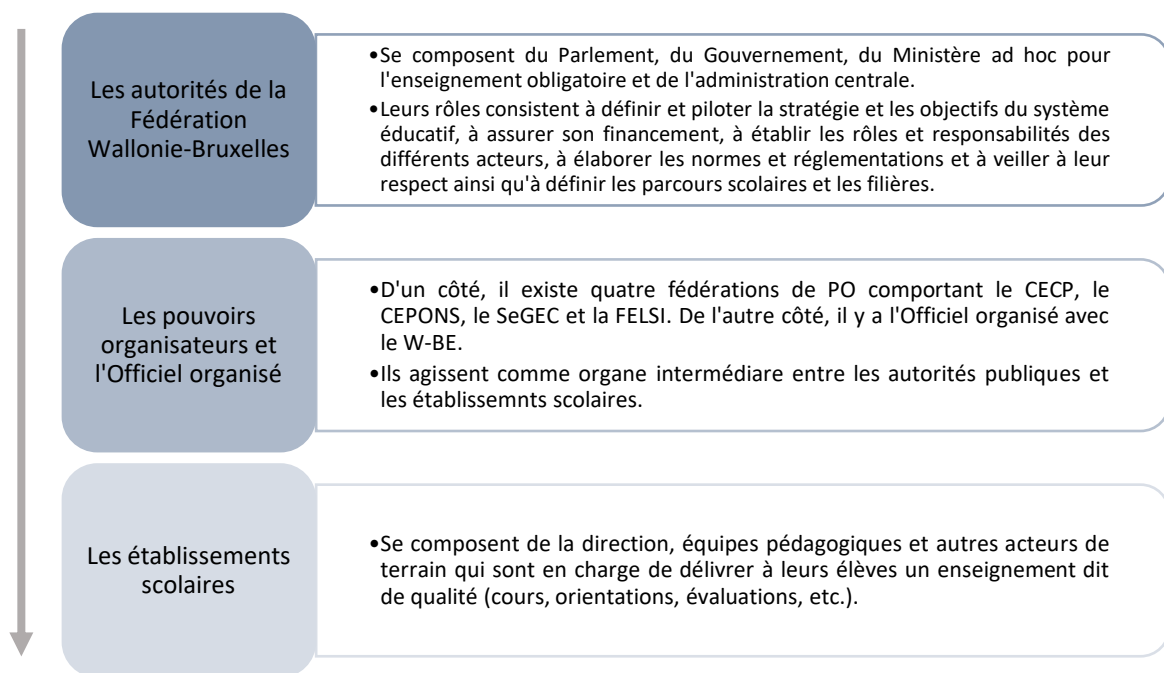 Les autorités de la
Fédération
Wallonie-Bruxelles
•Se composent du Parlement, du Gouvernement, du Ministère ad hoc pour
l'enseignement obligatoire et de l'administration centrale.
•Leurs rôles consistent à définir et piloter la stratégie et les objectifs du système
éducatif, à assurer son financement, à établir les rôles et responsabilités des
différents acteurs, à élaborer les normes et réglementations et à veiller à leur
respect ainsi qu'à définir les parcours scolaires et les filières.
Les pouvoirs
organisateurs et
l'Officiel organisé
•D'un côté, il existe quatre fédérations de PO comportant le CECP, le
CEPONS, le SeGEC et la FELSI. De l'autre côté, il y a l'Officiel organisé avec
le W-BE.
•Ils agissent comme organe intermédiare entre les autorités publiques et
les établissemnts scolaires.
Les établissements
scolaires
•Se composent de la direction, équipes pédagogiques et autres acteurs de
terrain qui sont en charge de délivrer à leurs élèves un enseignement dit
de qualité (cours, orientations, évaluations, etc.).